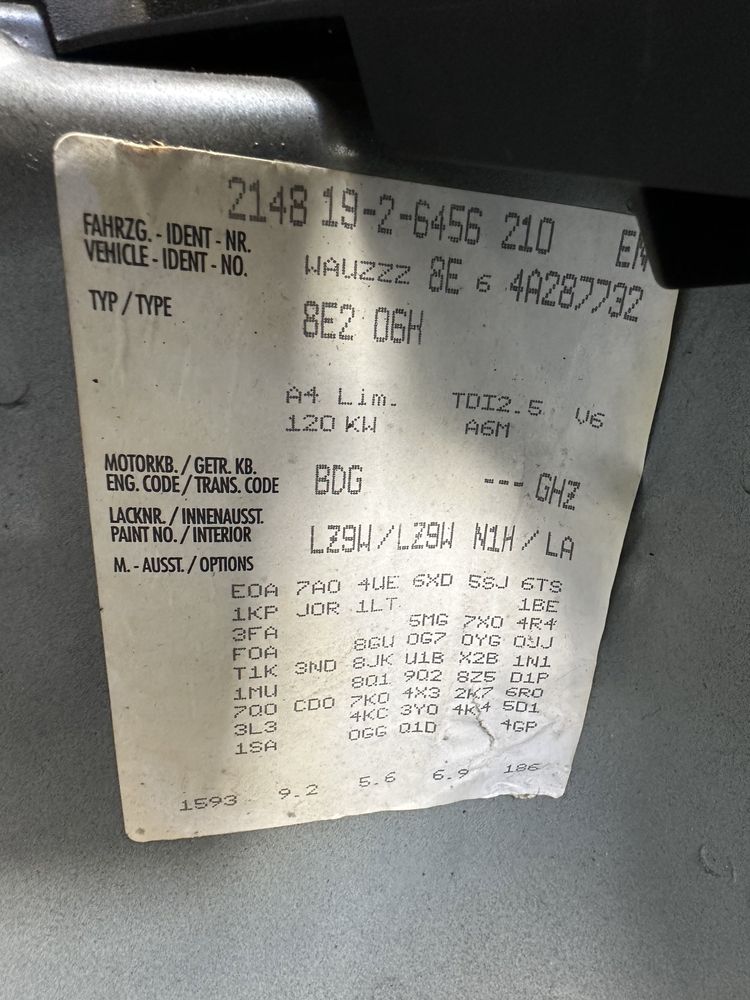 2148 19-2-6456 210 EN
FAHRZG. - IDENT - NR.
VEHICLE - IDENT - NO. WAUZZZ 8E 6 4A287732
TYP / TYPE 8E2 06H
A4 Lim. TDI2.5 V6
120 KW A6M
MOTORKB. / GETR. KB.
ENG. CODE / TRANS. CODE BDG --- GHZ
LACKNR. / INNENAUSST.
PAINT NO. / INTERIOR LZ9W/LZ9W N1H / LA
M. - AUSST. / OPTIONS
E0A 7A0 4UE 6XD 5SJ 6TS
1KP J0R 1LT 1BE
3FA 5MG 7X0 4R4
F0A 8GU 0G7 0YG 0JJ
T1K 3ND 8JK U1B X2B 1N1
1MU 8Q1 9Q2 8Z5 D1P
7Q0 CD0 7K0 4X3 2K7 6R0
3L3 4KC 3Y0 4K4 5D1
1SA 0GG Q1D 4GP
1593 9.2 5.6 6.9 186